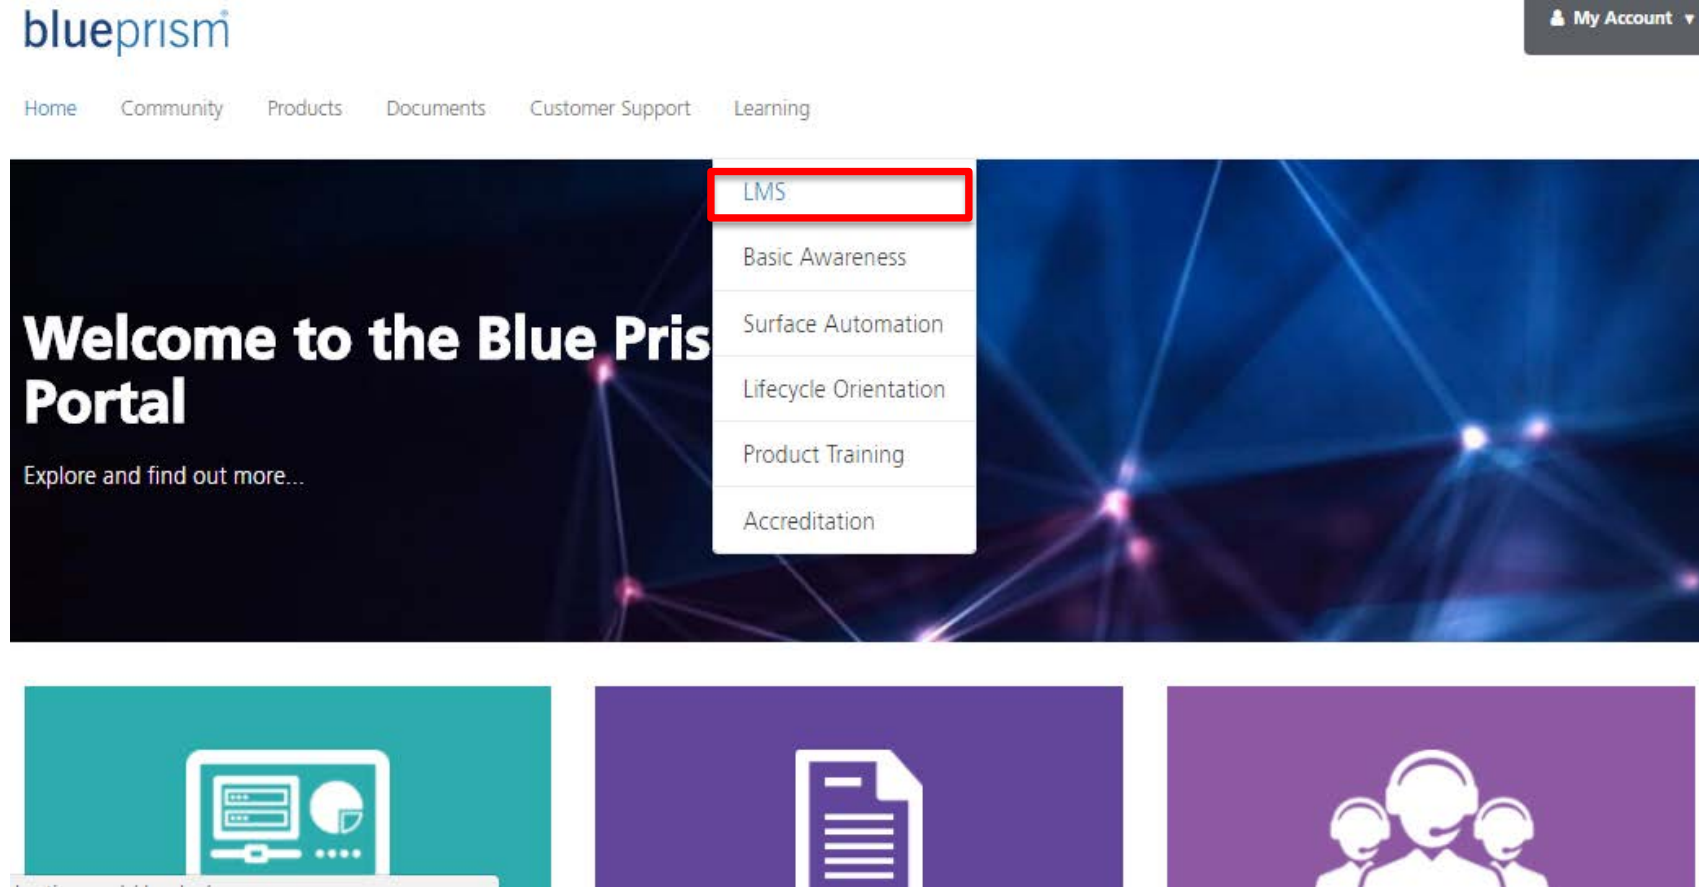 blueprism®
My Account
Home Community Products Documents Customer Support Learning
LMS
Basic Awareness
Surface Automation
Lifecycle Orientation
Product Training
Accreditation
Welcome to the Blue Pris
Portal
Explore and find out more...